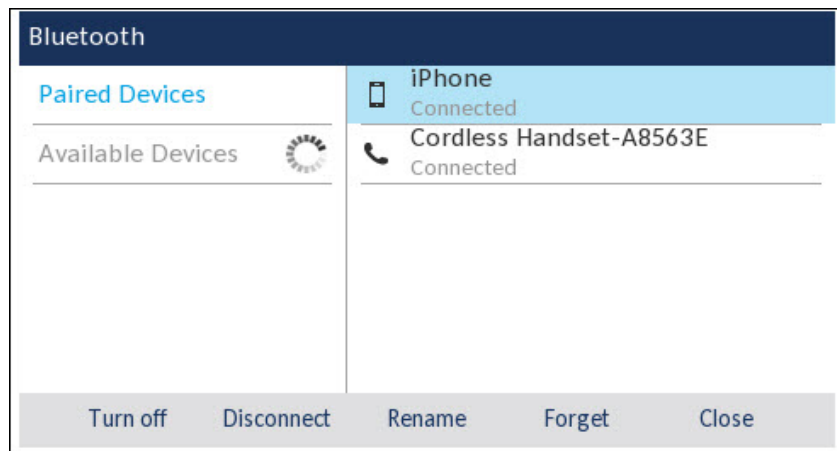 Bluetooth
Paired Devices
Available Devices
iPhone
Connected
Cordless Handset-A8563E
Connected
Turn off Disconnect Rename Forget Close